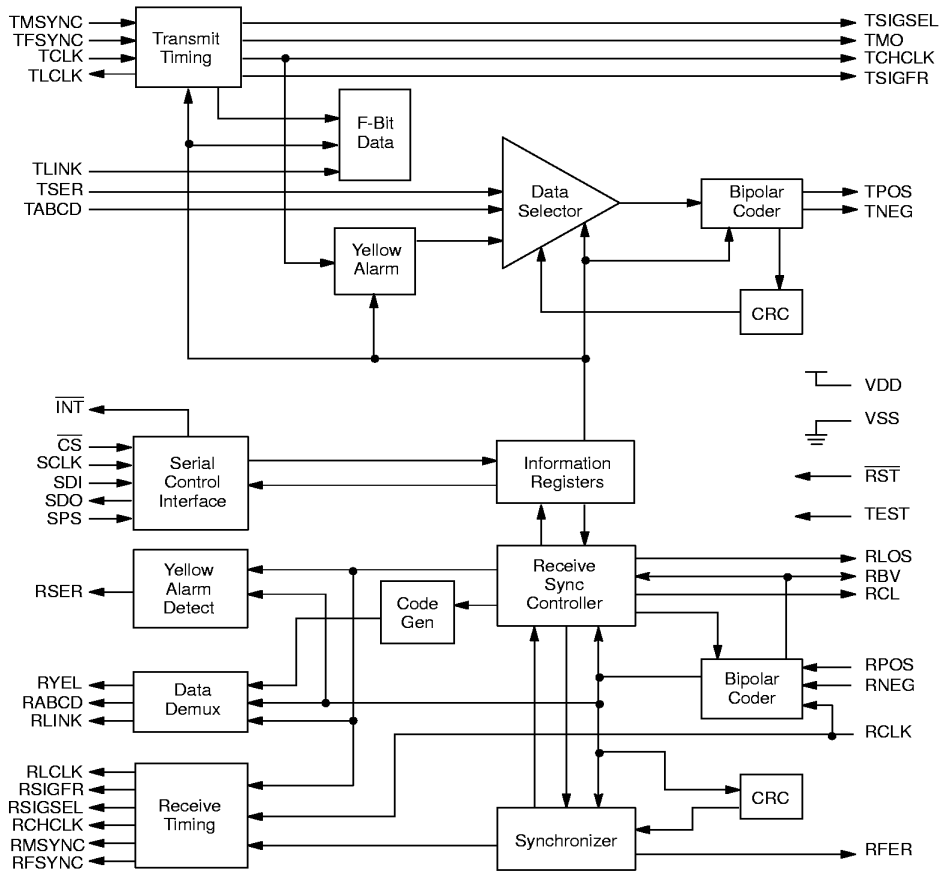 TMSYNC
TFSYNC
TCLK
TLCLK
Transmit
Timing
TSIGSEL
TMO
TCHCLK
TSIGFR
F-Bit
Data
TLINK
TSER
TABCD
Data
Selector
Bipolar
Coder
TPOS
TNEG
Yellow
Alarm
CRC
VDD
VSS
INT
CS
SCLK
SDI
SDO
SPS
Serial
Control
Interface
Information
Registers
RST
TEST
RSER
Yellow
Alarm
Detect
Code
Gen
Receive
Sync
Controller
RLOS
RBV
RCL
RYEL
RABCD
RLINK
Data
Demux
Bipolar
Coder
RPOS
RNEG
RCLK
RLCLK
RSIGFR
RSIGSEL
RCHCLK
RMSYNC
RFSYNC
Receive
Timing
Synchronizer
CRC
RFER